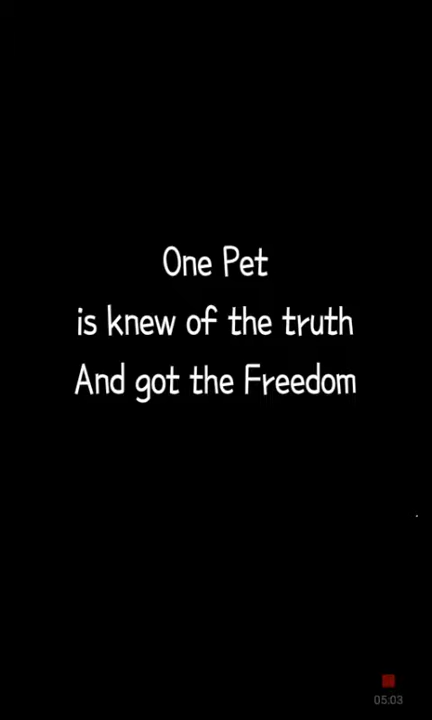 One Pet
is knew of the truth
And got the Freedom
05:03